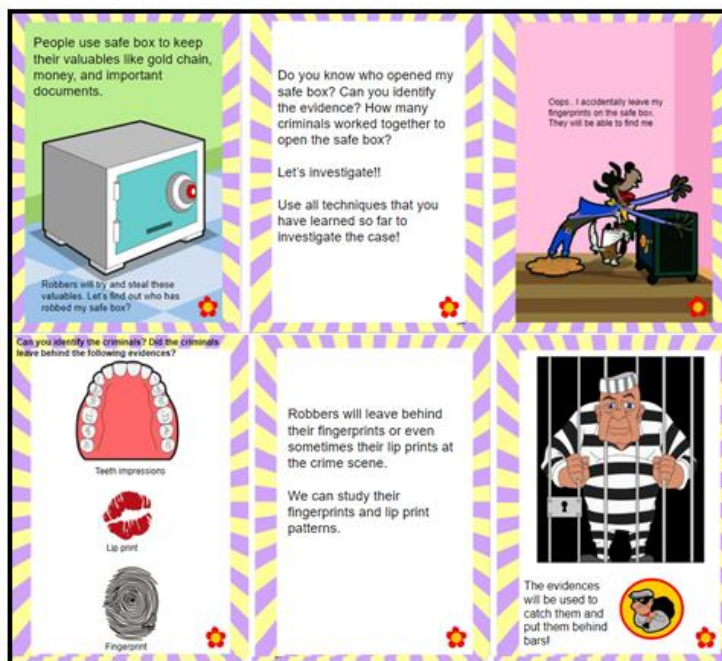 People use safe box to keep
their valuables like gold chain,
money, and important
documents.
Robbers will try and steal these
valuables. Let's find out who has
robbed my safe box?
Do you know who opened my
safe box? Can you identify
the evidence? How many
criminals worked together to
open the safe box?
Let's investigate!!
Use all techniques that you
have learned so far to
investigate the case!
Oops.. I accidentally leave my
fingerprints on the safe box.
They will be able to find me
Can you identify the criminals? Did the criminals
leave behind the following evidences?
Teeth impressions
Lip print
Fingerprint
Robbers will leave behind
their fingerprints or even
sometimes their lip prints at
the crime scene.
We can study their
fingerprints and lip print
patterns.
The evidences
will be used to
catch them and
put them behind
bars!